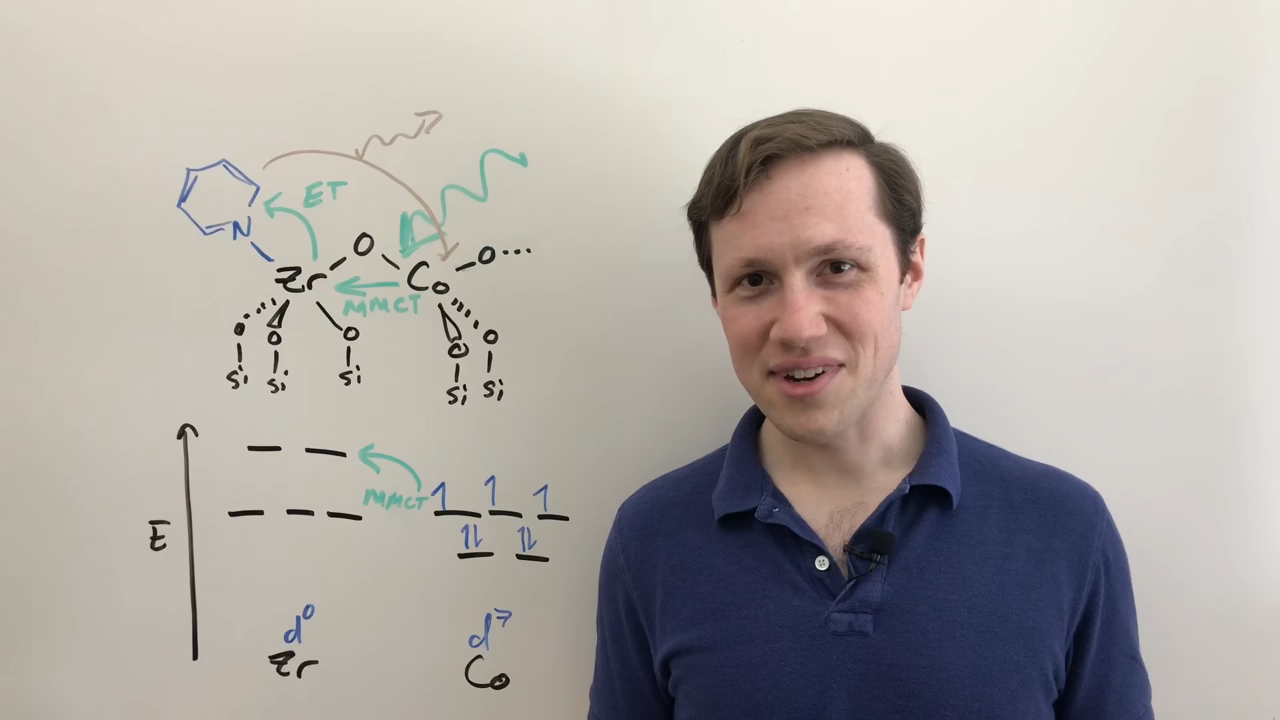 ET
N
O
Zr
Co
O...
MMCT
O O O O O
Si Si Si Si Si
MMCT
E
d⁰
Zr
d⁷
Co